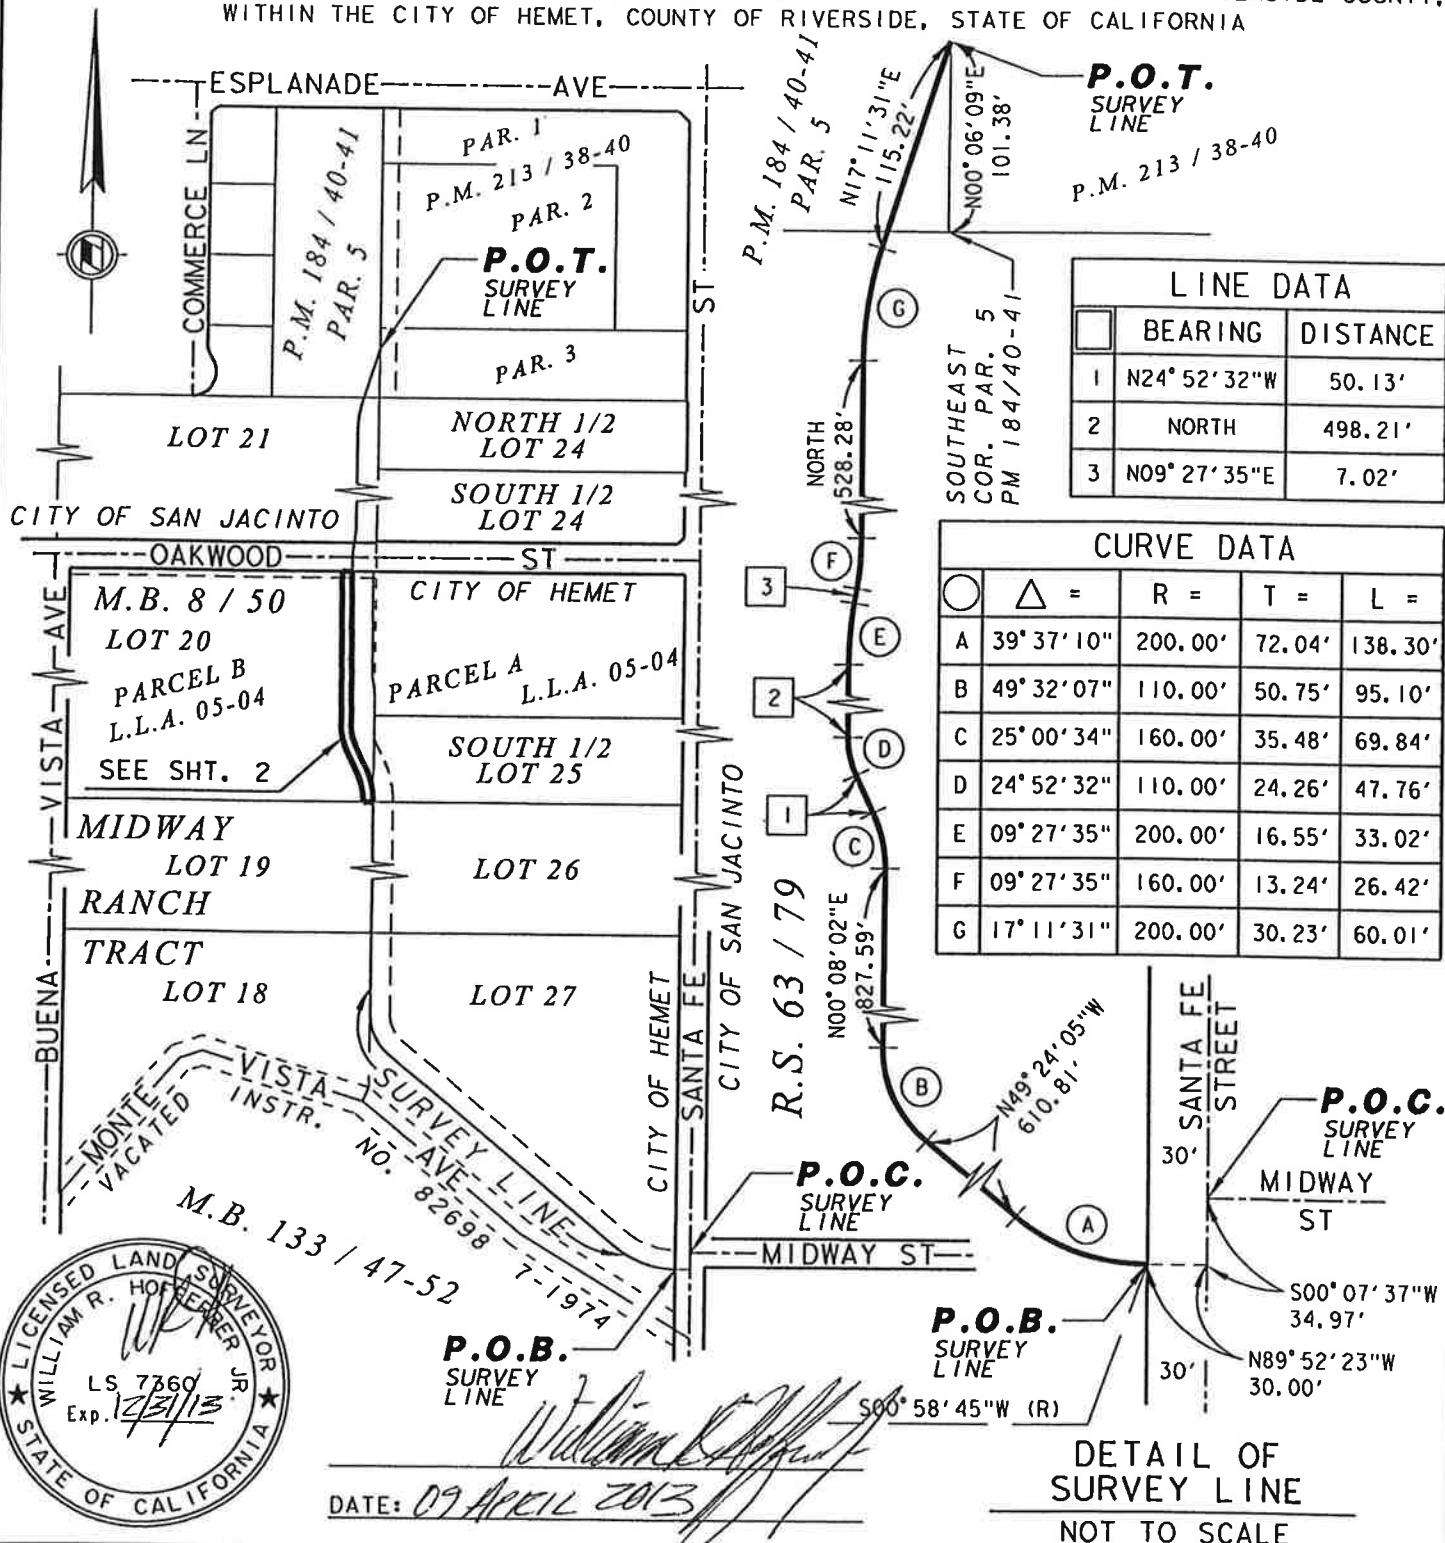 WITHIN THE CITY OF HEMET, COUNTY OF RIVERSIDE, STATE OF CALIFORNIA
ESPLANADE AVE
COMMERCE LN
P.M. 184 / 40-41
PAR. 5
PAR. 1
P.M. 213 / 38-40
PAR. 2
P.O.T.
SURVEY
LINE
PAR. 3
ST
LOT 21
NORTH 1/2
LOT 24
SOUTH 1/2
LOT 24
CITY OF SAN JACINTO
OAKWOOD ST
CITY OF HEMET
M.B. 8 / 50
LOT 20
PARCEL B
L.L.A. 05-04
PARCEL A
L.L.A. 05-04
SEE SHT. 2
SOUTH 1/2
LOT 25
MIDWAY
LOT 19
RANCH
LOT 26
TRACT
LOT 18
LOT 27
BUENA VISTA AVE
CITY OF HEMET
SANTA FE
CITY OF SAN JACINTO
R.S. 63 / 79
MONTE VISTA AVE
VACATED
INSTR. NO. 82698 7-1974
SURVEY LINE
M.B. 133 / 47-52
P.O.C.
SURVEY
LINE
MIDWAY ST
P.O.B.
SURVEY
LINE
P.M. 184 / 40-41
PAR. 5
N17°11'31"E
115.22'
N00°06'09"E
101.38'
P.O.T.
SURVEY
LINE
P.M. 213 / 38-40
G
SOUTHEAST
COR. PAR. 5
PM 184/40-41
NORTH
528.28'
F
3
E
2
D
1
C
N00°08'02"E
827.59'
B
N49°24'05"W
610.81'
A
LINE DATA
BEARING DISTANCE
1 N24°52'32"W 50.13'
2 NORTH 498.21'
3 N09°27'35"E 7.02'
CURVE DATA
△ = R = T = L =
A 39°37'10" 200.00' 72.04' 138.30'
B 49°32'07" 110.00' 50.75' 95.10'
C 25°00'34" 160.00' 35.48' 69.84'
D 24°52'32" 110.00' 24.26' 47.76'
E 09°27'35" 200.00' 16.55' 33.02'
F 09°27'35" 160.00' 13.24' 26.42'
G 17°11'31" 200.00' 30.23' 60.01'
SANTA FE
STREET
30'
P.O.C.
SURVEY
LINE
MIDWAY
ST
S00°07'37"W
34.97'
N89°52'23"W
30.00'
30'
P.O.B.
SURVEY
LINE
S00°58'45"W (R)
DETAIL OF
SURVEY LINE
NOT TO SCALE
LICENSED LAND SURVEYOR
WILLIAM R. HOFFERBER JR.
LS 7360
Exp. 12/31/13
STATE OF CALIFORNIA
DATE: 09 APRIL 2013